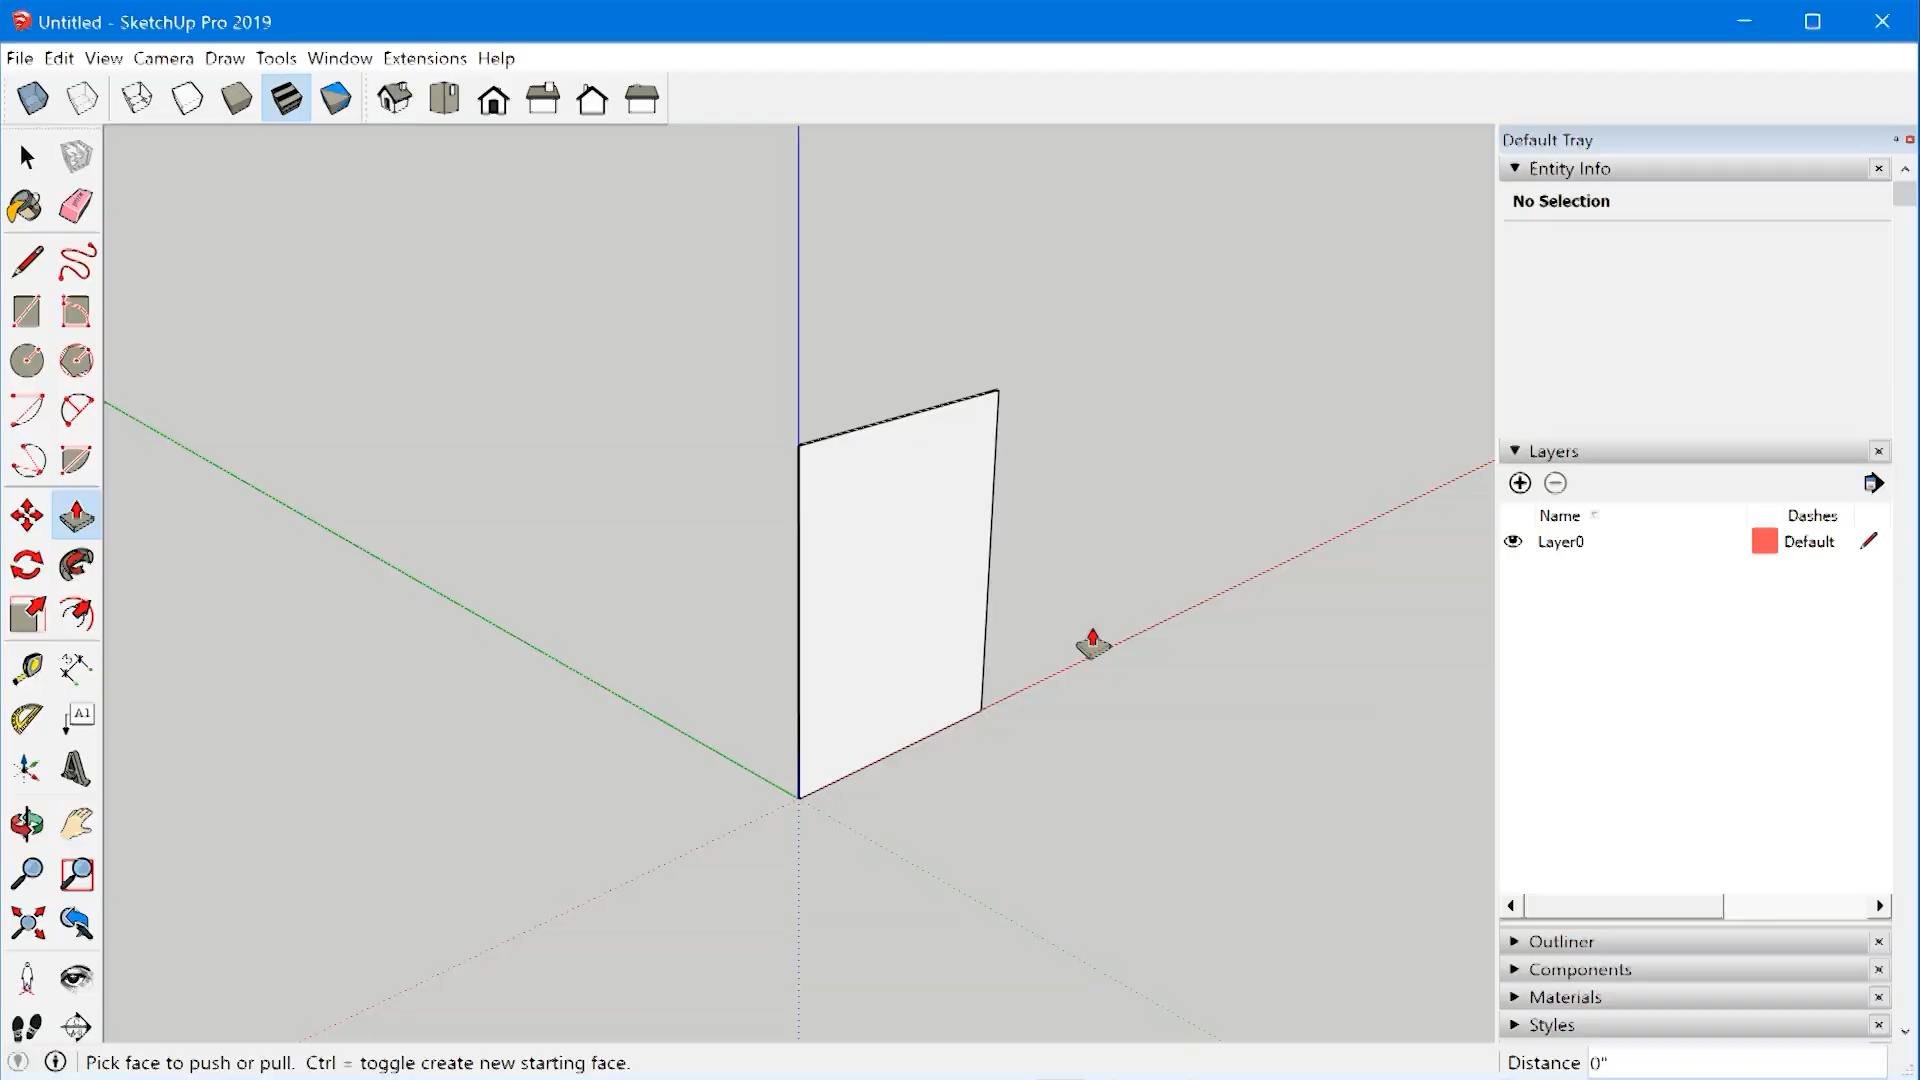 Untitled - SketchUp Pro 2019
File Edit View Camera Draw Tools Window Extensions Help
Default Tray
Entity Info
No Selection
Layers
Name Dashes
Layer0 Default
A1
Outliner
Components
Materials
Styles
Pick face to push or pull. Ctrl = toggle create new starting face.
Distance 0"